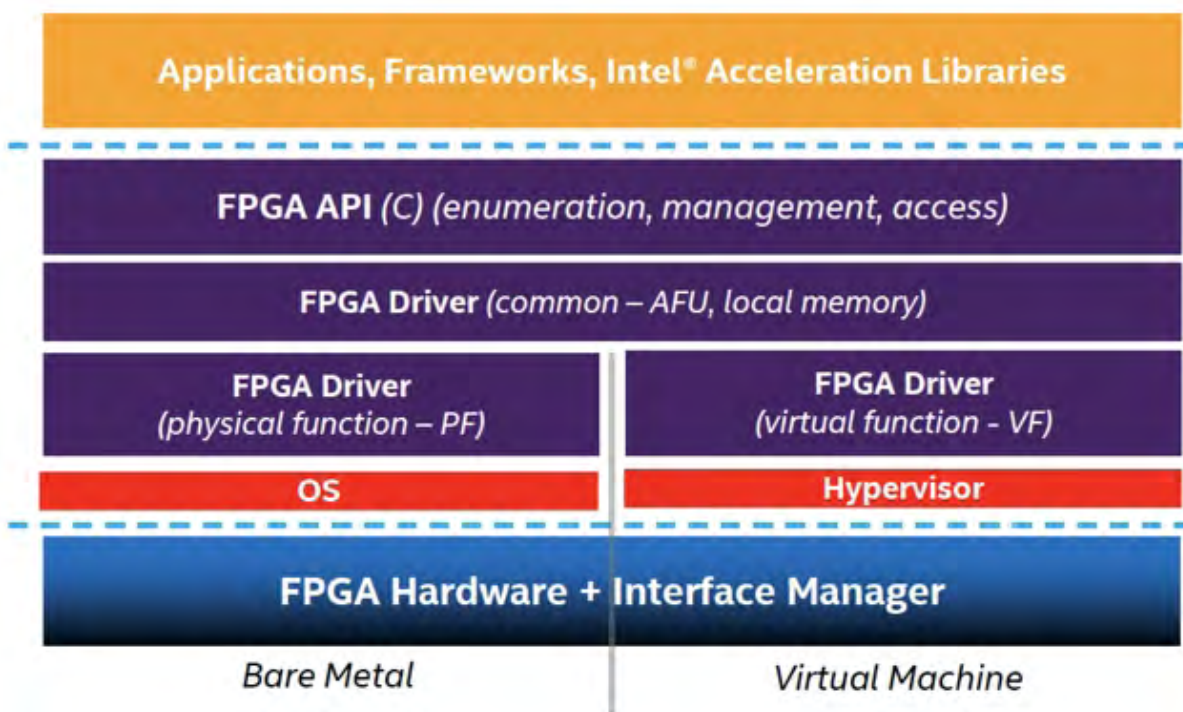 Applications, Frameworks, Intel® Acceleration Libraries
FPGA API (C) (enumeration, management, access)
FPGA Driver (common – AFU, local memory)
FPGA Driver
(physical function – PF)
FPGA Driver
(virtual function - VF)
OS
Hypervisor
FPGA Hardware + Interface Manager
Bare Metal
Virtual Machine